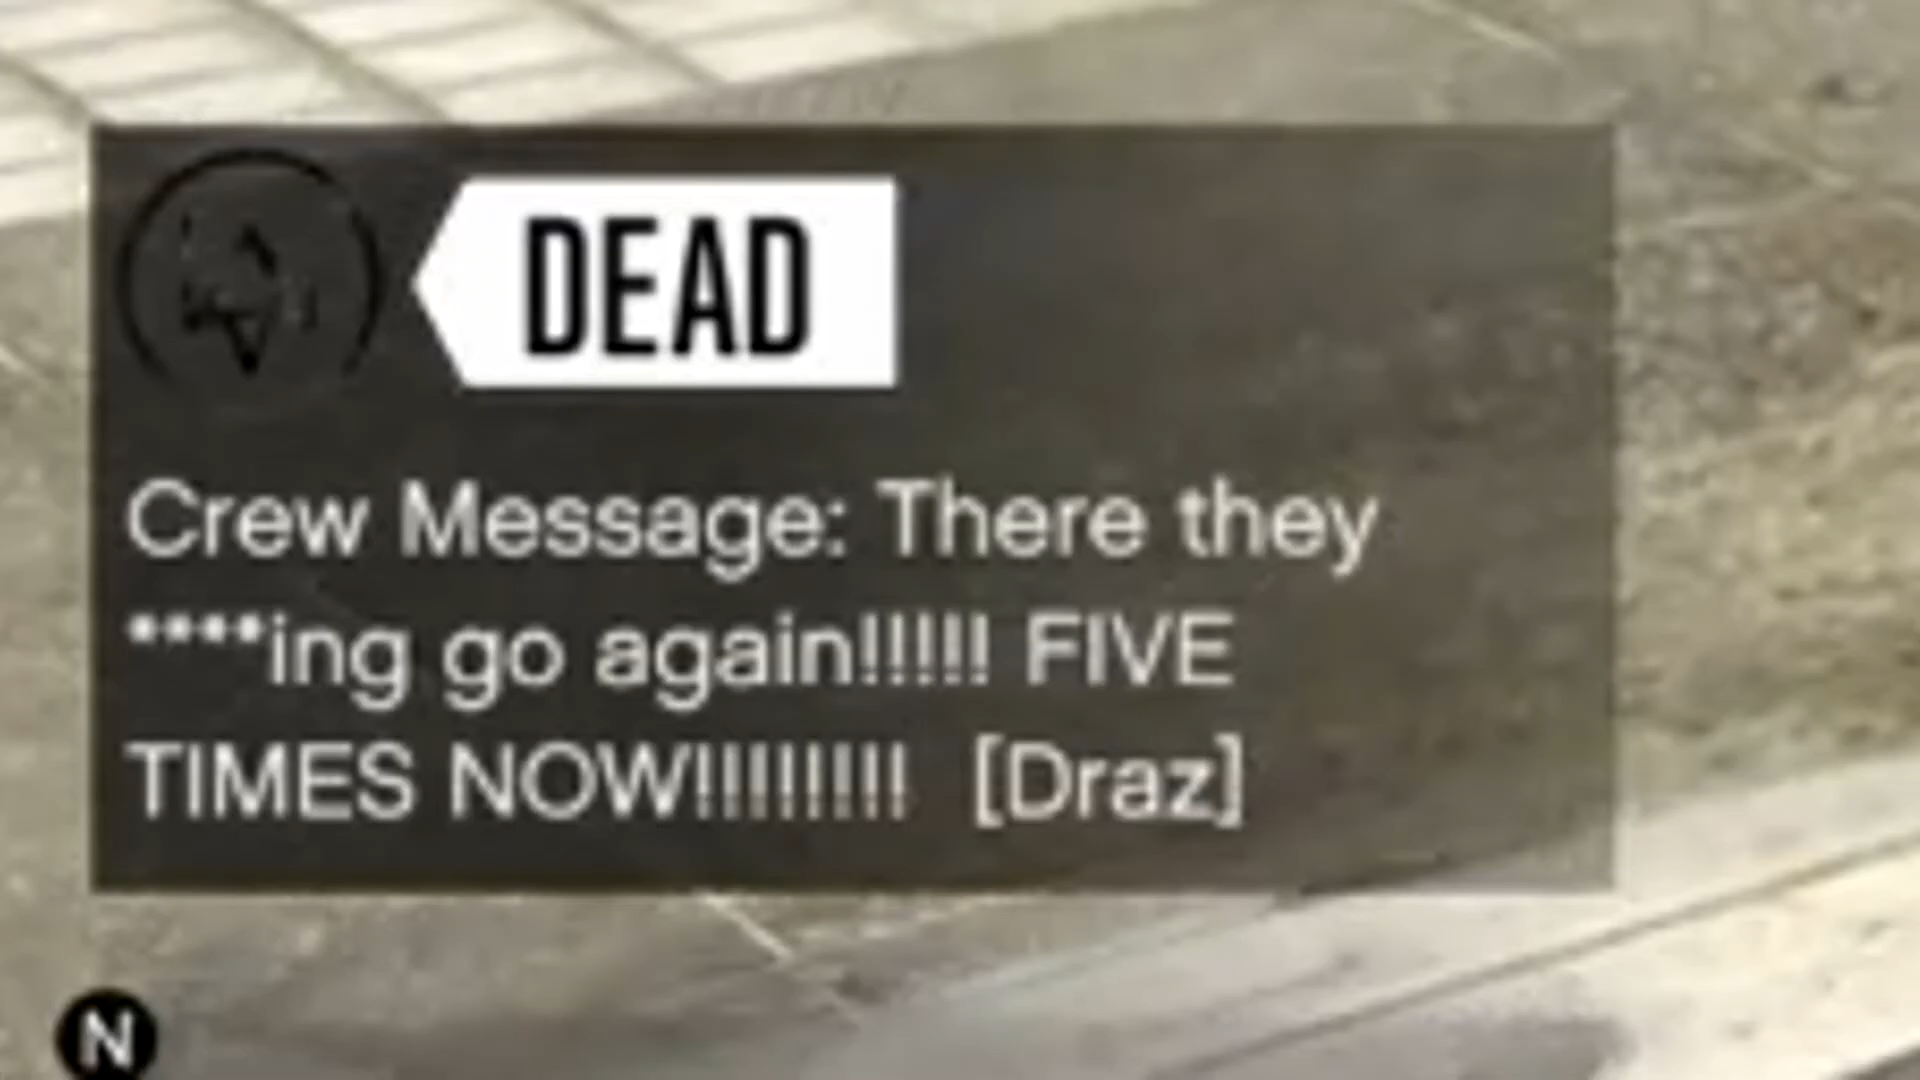 DEAD
Crew Message: There they
****ing go again!!!!! FIVE
TIMES NOW!!!!!!!! [Draz]
N